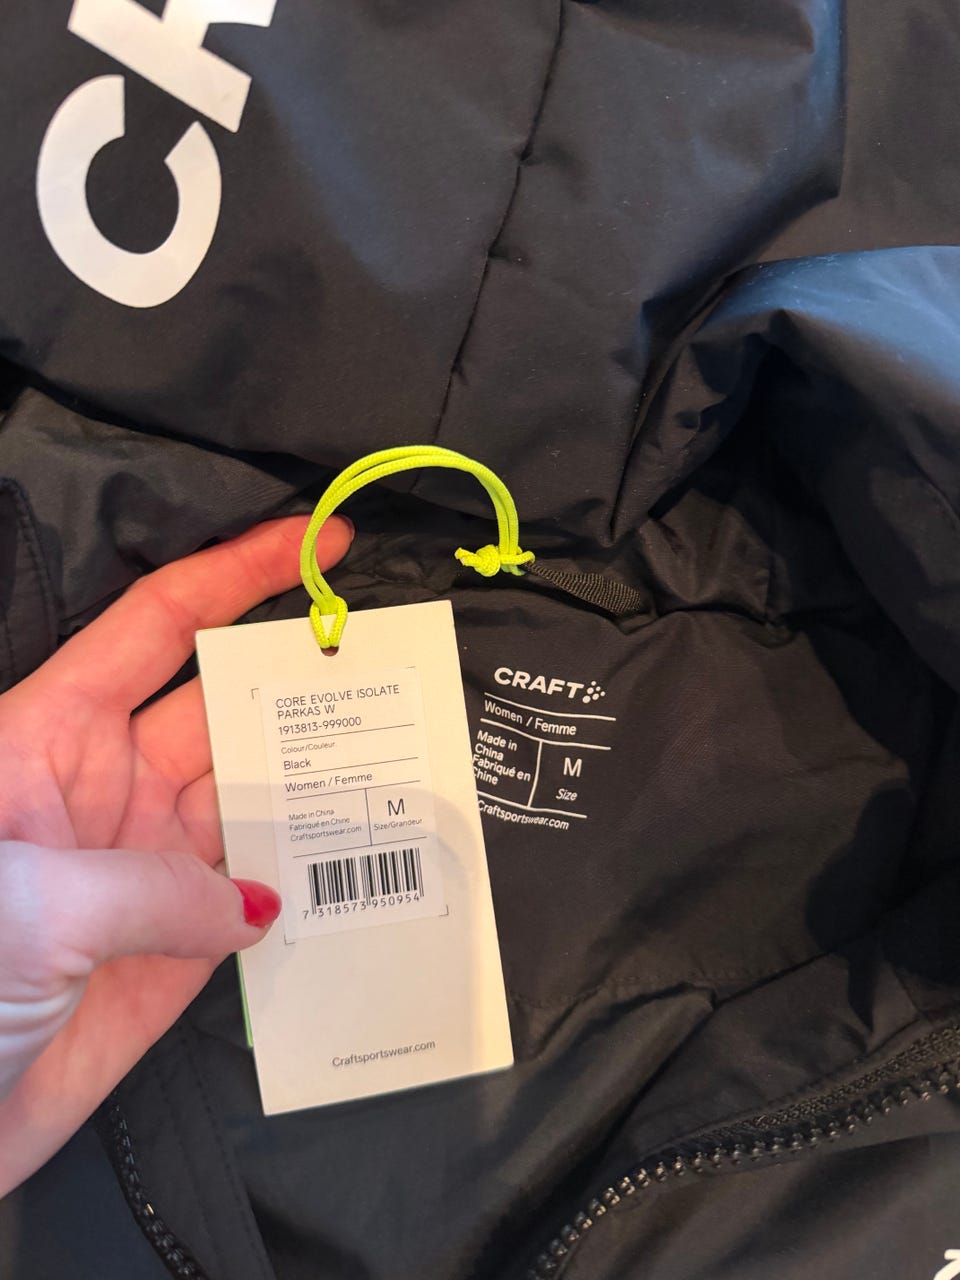 CR
CORE EVOLVE ISOLATE
PARKAS W
1913813-999000
Colour/Couleur
Black
Women / Femme
Made in China
Fabriqué en Chine
Craftsportswear.com
M
Size/Grandeur
7 318573 950954
Craftsportswear.com
CRAFT
Women / Femme
Made in
China
Fabriqué en
Chine
M
Size
Craftsportswear.com